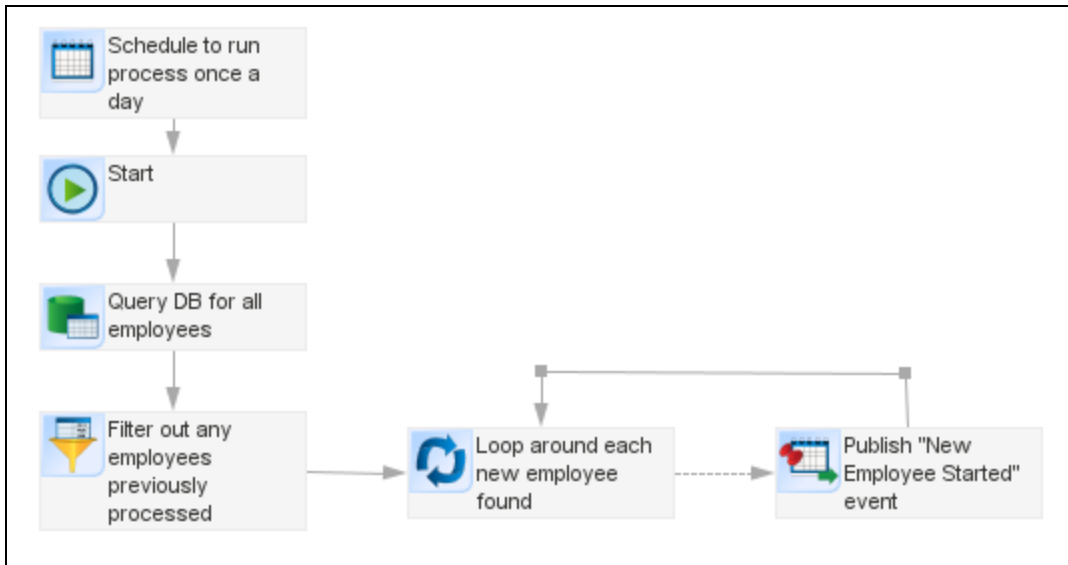 Schedule to run
process once a
day
Start
Query DB for all
employees
Filter out any
employees
previously
processed
Loop around each
new employee
found
Publish "New
Employee Started"
event